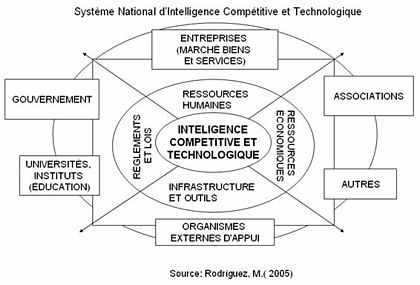 Système National d'Intelligence Compétitive et Technologique
ENTREPRISES
(MARCHÉ BIENS
Et SERVICES)
GOUVERNEMENT
ASSOCIATIONS
RESSOURCES
HUMAINES
REGLEMENTS
ET LOIS
INTELIGENCE
COMPETITIVE ET
TECHNOLOGIQUE
RESSOURCES
ECONOMIQUES
UNIVERSITÉS,
INSTITUTS
(ÉDUCATION)
AUTRES
INFRASTRUCTURE
ET OUTILS
ORGANISMES
EXTERNES D'APPUI
Source: Rodríguez, M.( 2005)